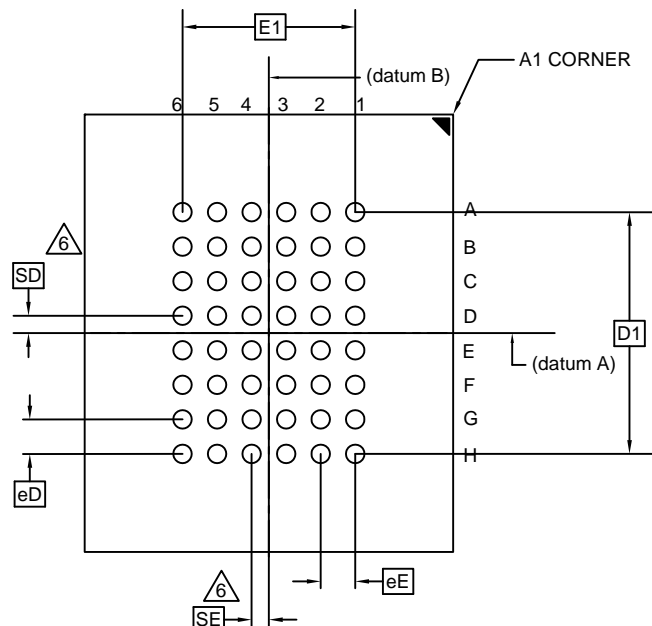 E1
(datum B)
A1 CORNER
6 5 4 3 2 1
A
6
B
SD
C
D
D1
E
(datum A)
F
G
H
eD
6
eE
SE